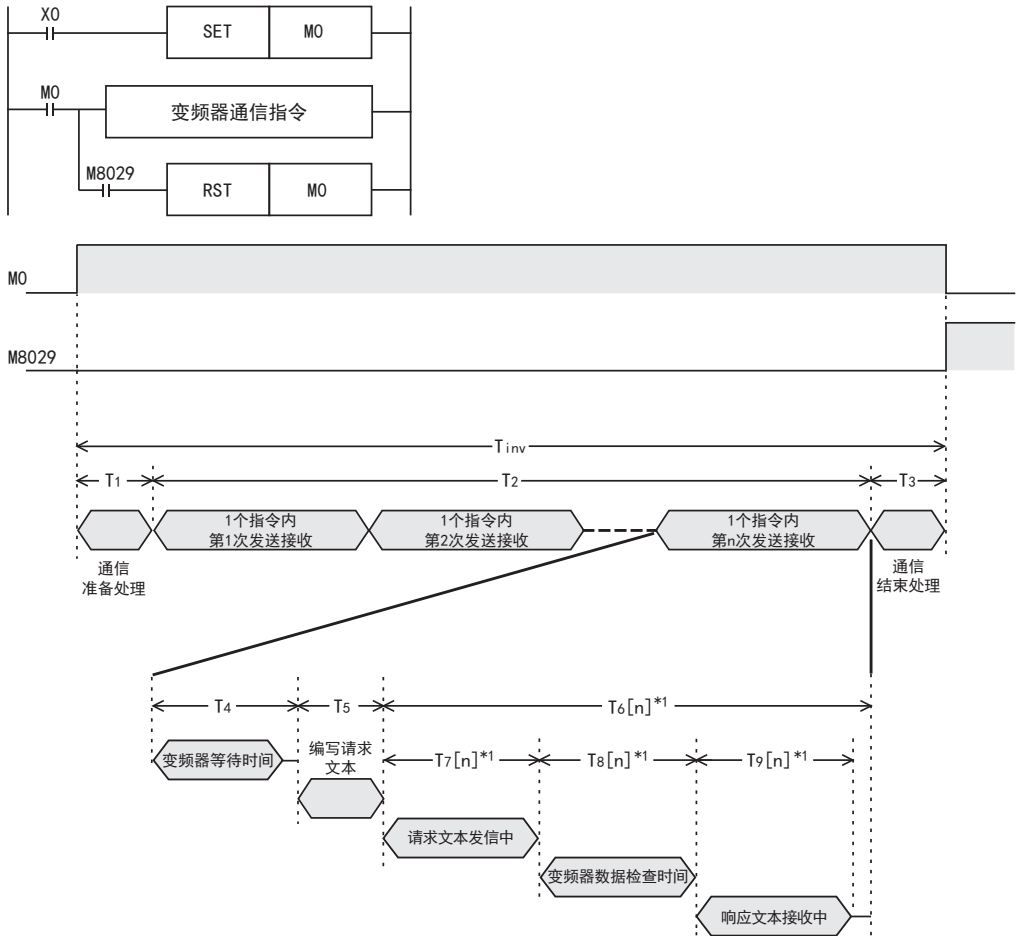 X0
SET M0
M0
变频器通信指令
M8029
RST M0
M0
M8029
Tinv
T1 T2 T3
1个指令内
第1次发送接收
1个指令内
第2次发送接收
1个指令内
第n次发送接收
通信
准备处理
通信
结束处理
T4 T5 T6[n]*1
变频器等待时间
编写请求
文本
T7[n]*1 T8[n]*1 T9[n]*1
请求文本发信中
变频器数据检查时间
响应文本接收中